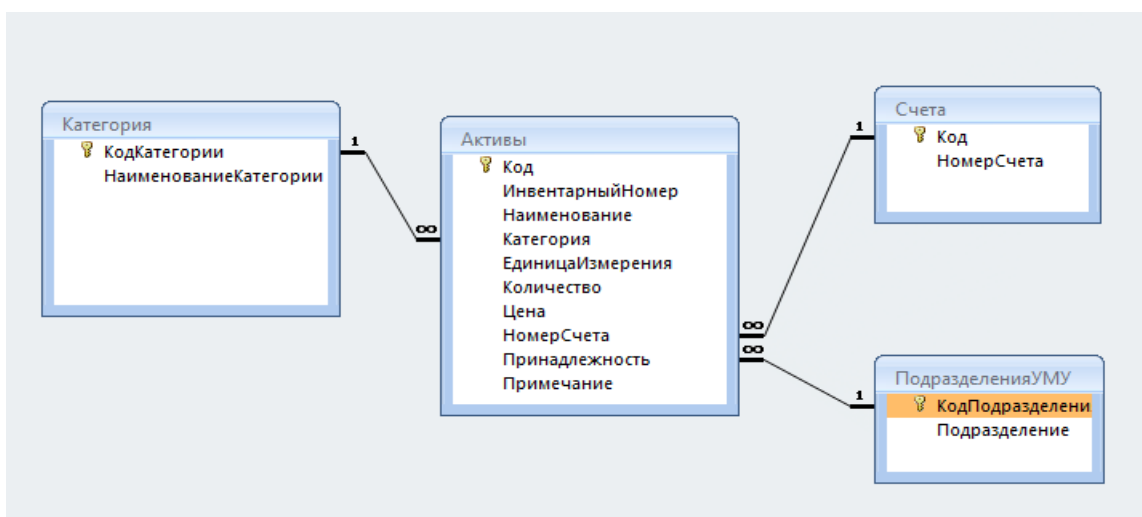 Категория
КодКатегории
НаименованиеКатегории
1
∞
Активы
Код
ИнвентарныйНомер
Наименование
Категория
ЕдиницаИзмерения
Количество
Цена
НомерСчета
Принадлежность
Примечание
∞
∞
1
Счета
Код
НомерСчета
1
ПодразделенияУМУ
КодПодразделени
Подразделение